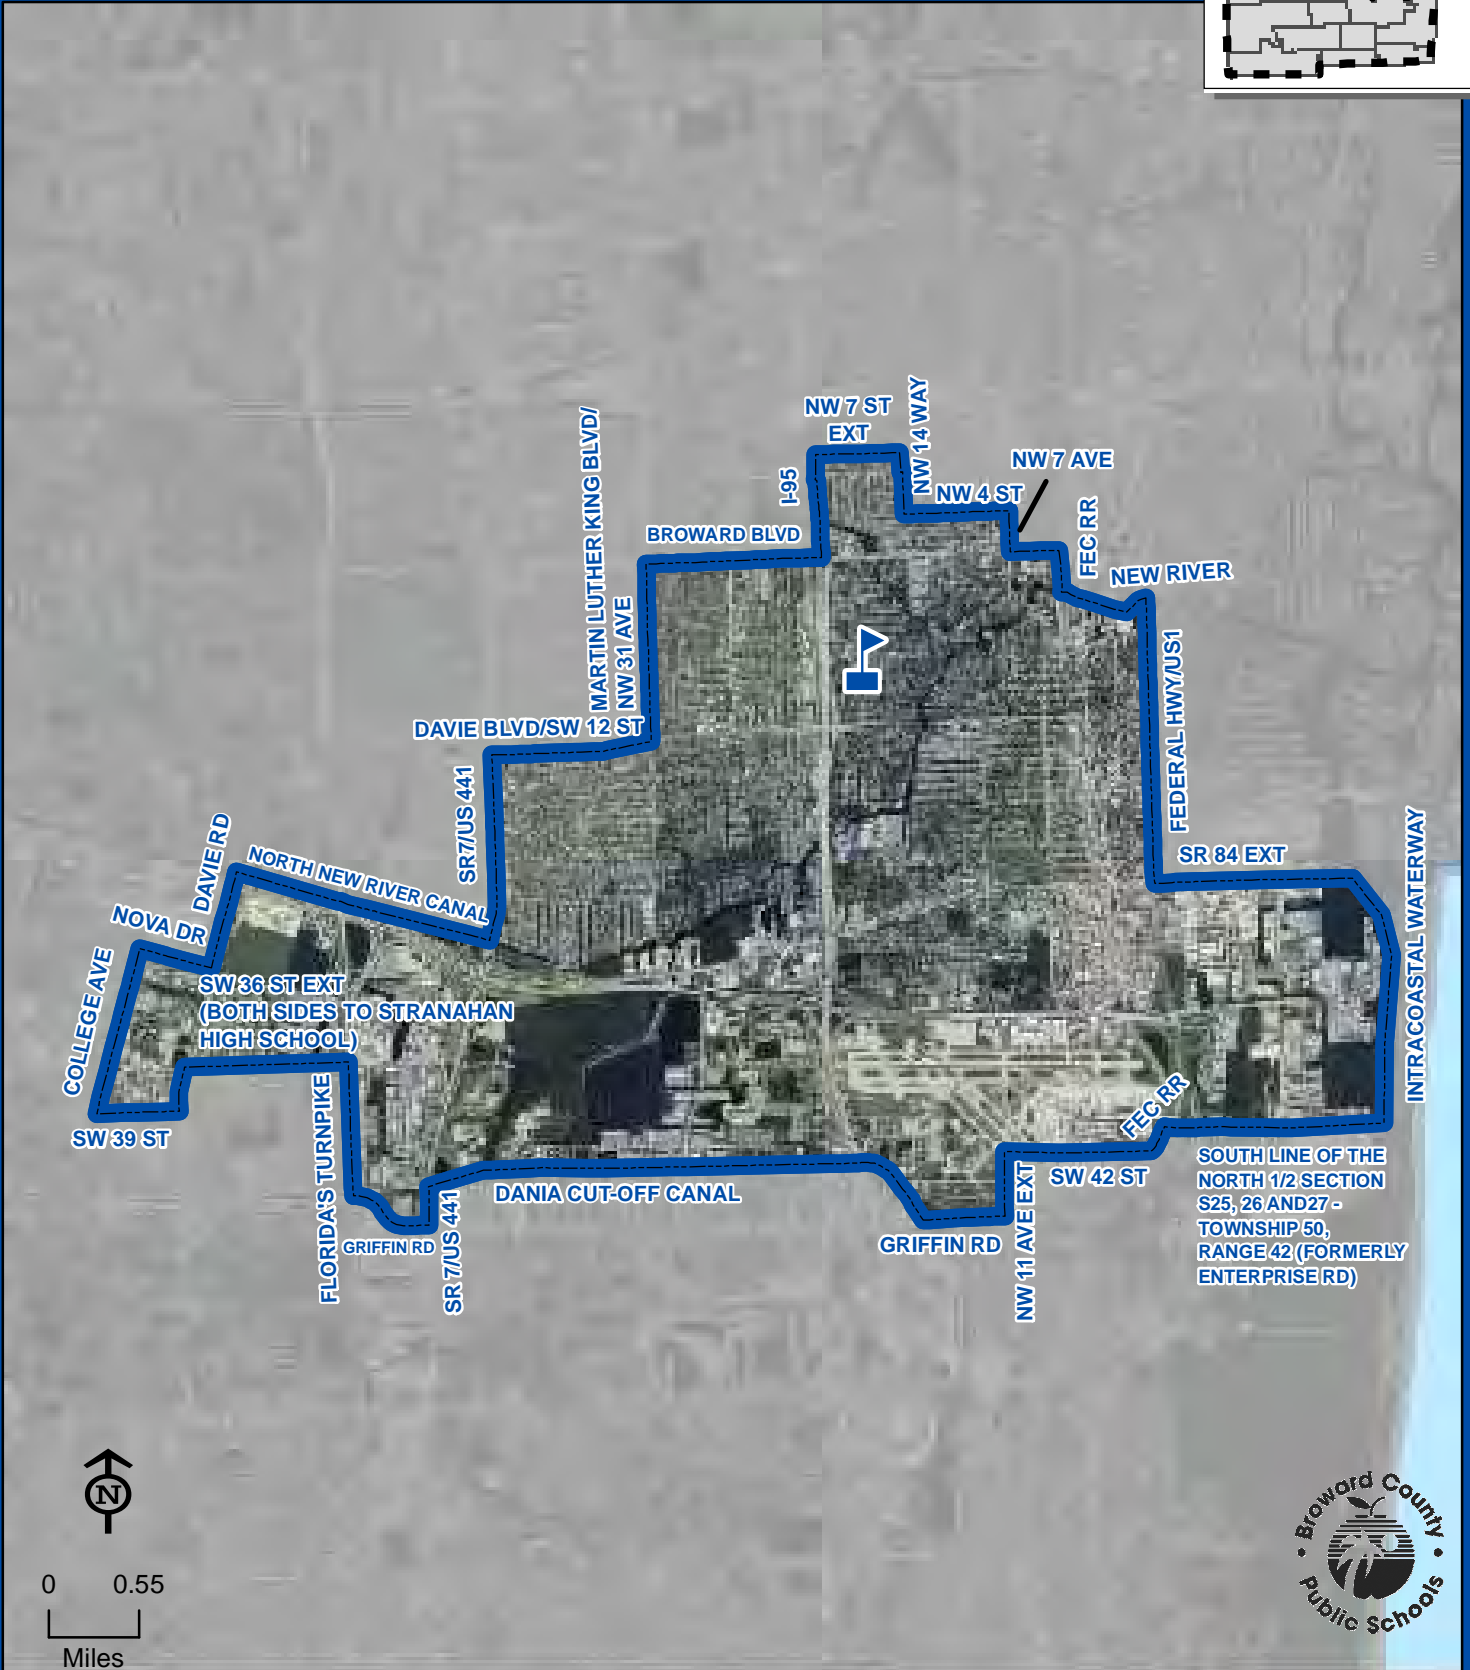 NW 7 ST
EXT
NW 14 WAY
I-95
NW 7 AVE
NW 4 ST
FEC RR
BROWARD BLVD
NEW RIVER
MARTIN LUTHER KING BLVD/
NW 31 AVE
DAVIE BLVD/SW 12 ST
FEDERAL HWY/US1
SR7/US 441
SR 84 EXT
INTRACOASTAL WATERWAY
DAVIE RD
NORTH NEW RIVER CANAL
NOVA DR
COLLEGE AVE
SW 36 ST EXT
(BOTH SIDES TO STRANAHAN
HIGH SCHOOL)
SW 39 ST
FLORIDA'S TURNPIKE
GRIFFIN RD
SR 7/US 441
DANIA CUT-OFF CANAL
GRIFFIN RD
NW 11 AVE EXT
SW 42 ST
FEC RR
SOUTH LINE OF THE
NORTH 1/2 SECTION
S25, 26 AND27 -
TOWNSHIP 50,
RANGE 42 (FORMERLY
ENTERPRISE RD)
N
0 0.55
Miles
Broward County
Public Schools